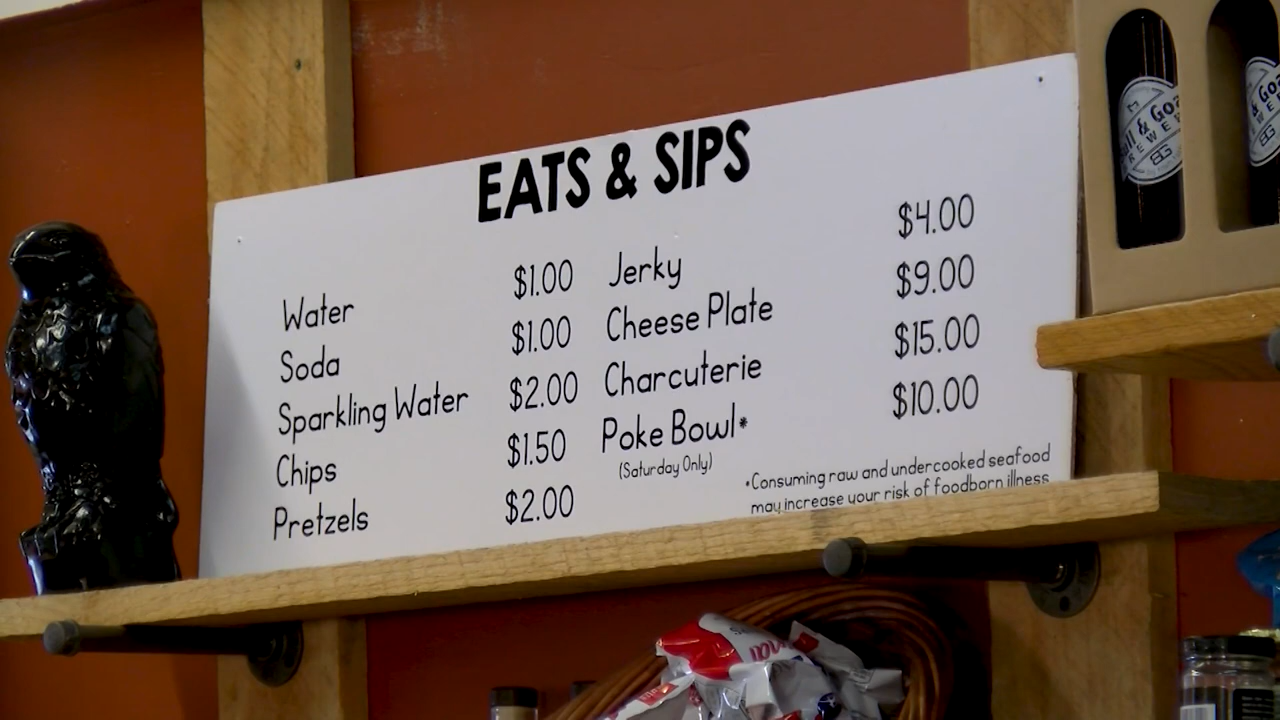 EATS & SIPS
Water $1.00
Soda $1.00
Sparkling Water $2.00
Chips $1.50
Pretzels $2.00
Jerky $4.00
Cheese Plate $9.00
Charcuterie $15.00
Poke Bowl* $10.00
(Saturday Only)
*Consuming raw and undercooked seafood
may increase your risk of foodborn illness
BG